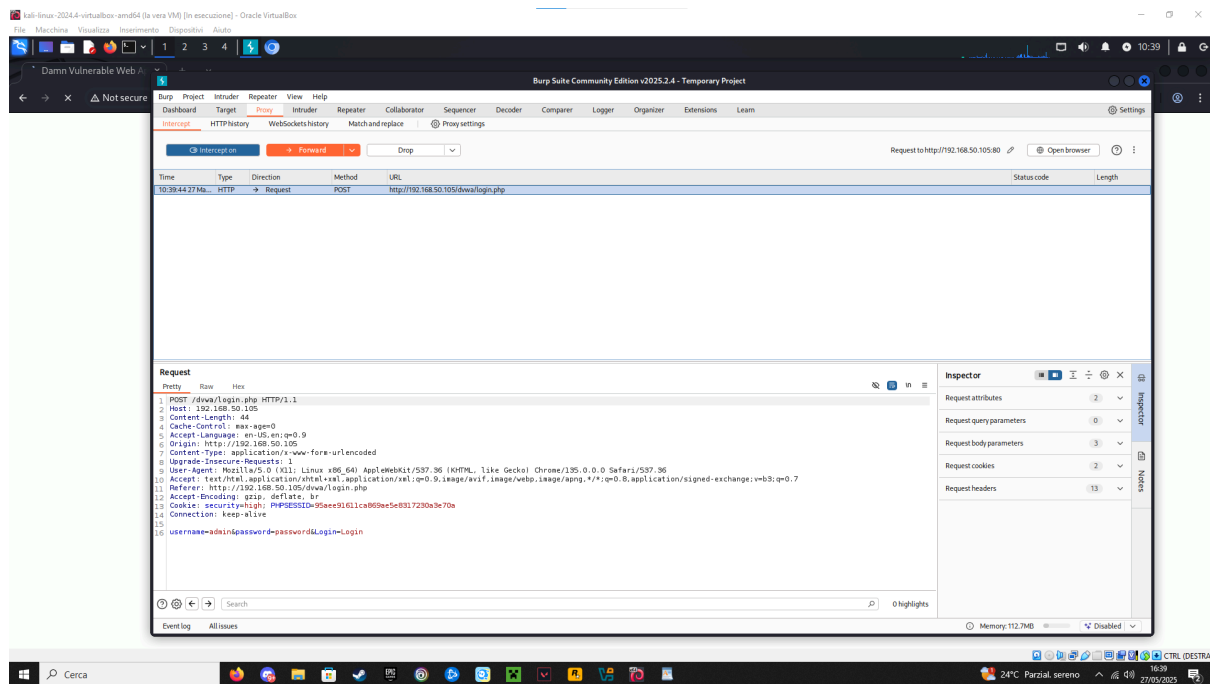 kali-linux-2024.4-virtualbox-amd64 (la vera VM) [In esecuzione] - Oracle VirtualBox
File Macchina Visualizza Inserimento Dispositivi Aiuto
1 2 3 4 10:39
Damn Vulnerable Web A
Burp Suite Community Edition v2025.2.4 - Temporary Project
Not secure
Burp Project Intruder Repeater View Help
Dashboard Target Proxy Intruder Repeater Collaborator Sequencer Decoder Comparer Logger Organizer Extensions Learn Settings
Intercept HTTP history WebSockets history Match and replace Proxy settings
Intercept on Forward Drop Request to http://192.168.50.105:80 Open browser
Time Type Direction Method URL Status code Length
10:39:44 27 Ma... HTTP → Request POST http://192.168.50.105/dvwa/login.php
Request
Pretty Raw Hex
1 POST /dvwa/login.php HTTP/1.1
2 Host: 192.168.50.105
3 Content-Length: 44
4 Cache-Control: max-age=0
5 Accept-Language: en-US,en;q=0.9
6 Origin: http://192.168.50.105
7 Content-Type: application/x-www-form-urlencoded
8 Upgrade-Insecure-Requests: 1
9 User-Agent: Mozilla/5.0 (X11; Linux x86_64) AppleWebKit/537.36 (KHTML, like Gecko) Chrome/135.0.0.0 Safari/537.36
10 Accept: text/html,application/xhtml+xml,application/xml;q=0.9,image/avif,image/webp,image/apng,*/*;q=0.8,application/signed-exchange;v=b3;q=0.7
11 Referer: http://192.168.50.105/dvwa/login.php
12 Accept-Encoding: gzip, deflate, br
13 Cookie: security=high; PHPSESSID=95aee91611ca869ae5e8317230a3e70a
14 Connection: keep-alive
15
16 username=admin&password=password&Login=Login
Inspector
Request attributes 2
Request query parameters 0
Request body parameters 3
Request cookies 2
Request headers 13
Inspector
Notes
Search 0 highlights
Event log All issues Memory: 112.7MB Disabled
CTRL (DESTRA
Cerca 24°C Parzial. sereno 16:39
27/05/2025